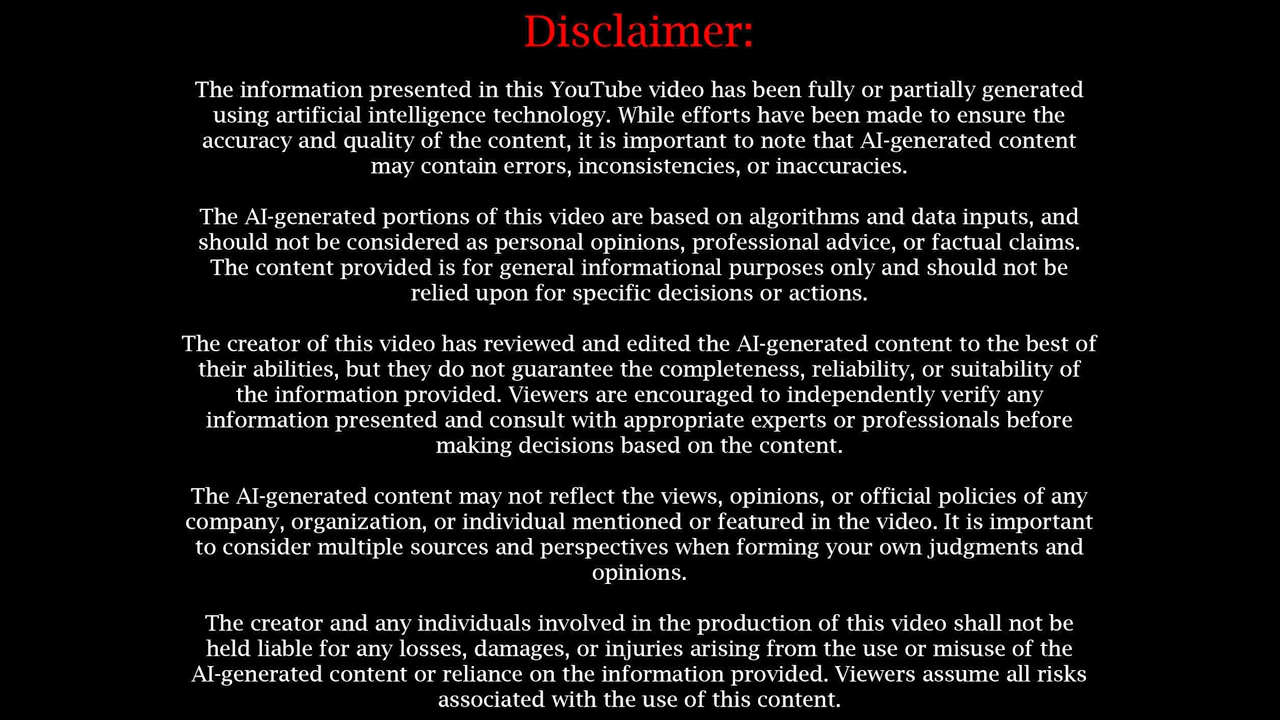 Disclaimer:
The information presented in this YouTube video has been fully or partially generated
using artificial intelligence technology. While efforts have been made to ensure the
accuracy and quality of the content, it is important to note that AI-generated content
may contain errors, inconsistencies, or inaccuracies.
The AI-generated portions of this video are based on algorithms and data inputs, and
should not be considered as personal opinions, professional advice, or factual claims.
The content provided is for general informational purposes only and should not be
relied upon for specific decisions or actions.
The creator of this video has reviewed and edited the AI-generated content to the best of
their abilities, but they do not guarantee the completeness, reliability, or suitability of
the information provided. Viewers are encouraged to independently verify any
information presented and consult with appropriate experts or professionals before
making decisions based on the content.
The AI-generated content may not reflect the views, opinions, or official policies of any
company, organization, or individual mentioned or featured in the video. It is important
to consider multiple sources and perspectives when forming your own judgments and
opinions.
The creator and any individuals involved in the production of this video shall not be
held liable for any losses, damages, or injuries arising from the use or misuse of the
AI-generated content or reliance on the information provided. Viewers assume all risks
associated with the use of this content.